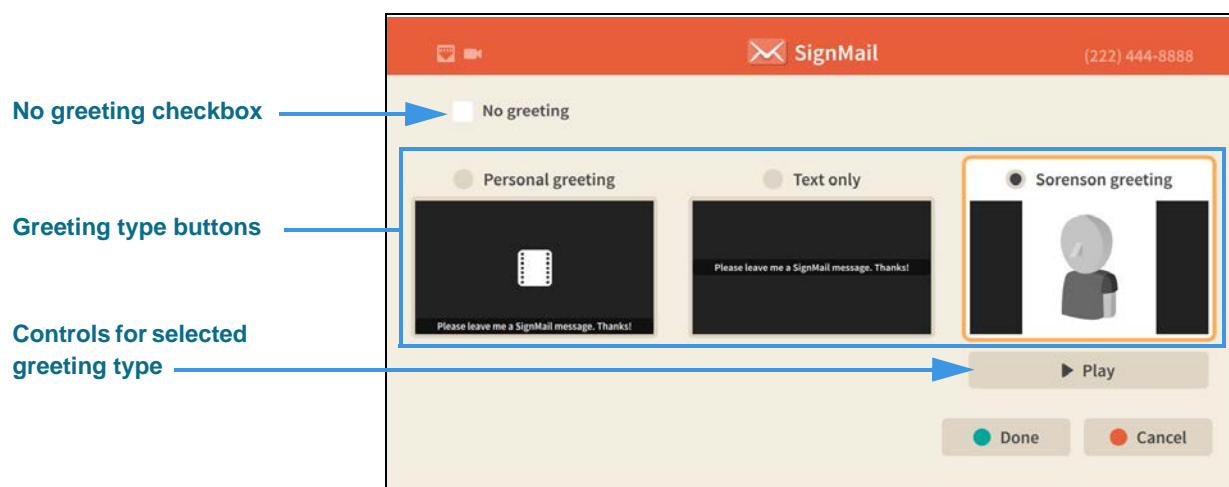 SignMail
(222) 444-8888
No greeting checkbox
No greeting
Personal greeting
Text only
Sorenson greeting
Greeting type buttons
Please leave me a SignMail message. Thanks!
Please leave me a SignMail message. Thanks!
Controls for selected
greeting type
Play
Done
Cancel